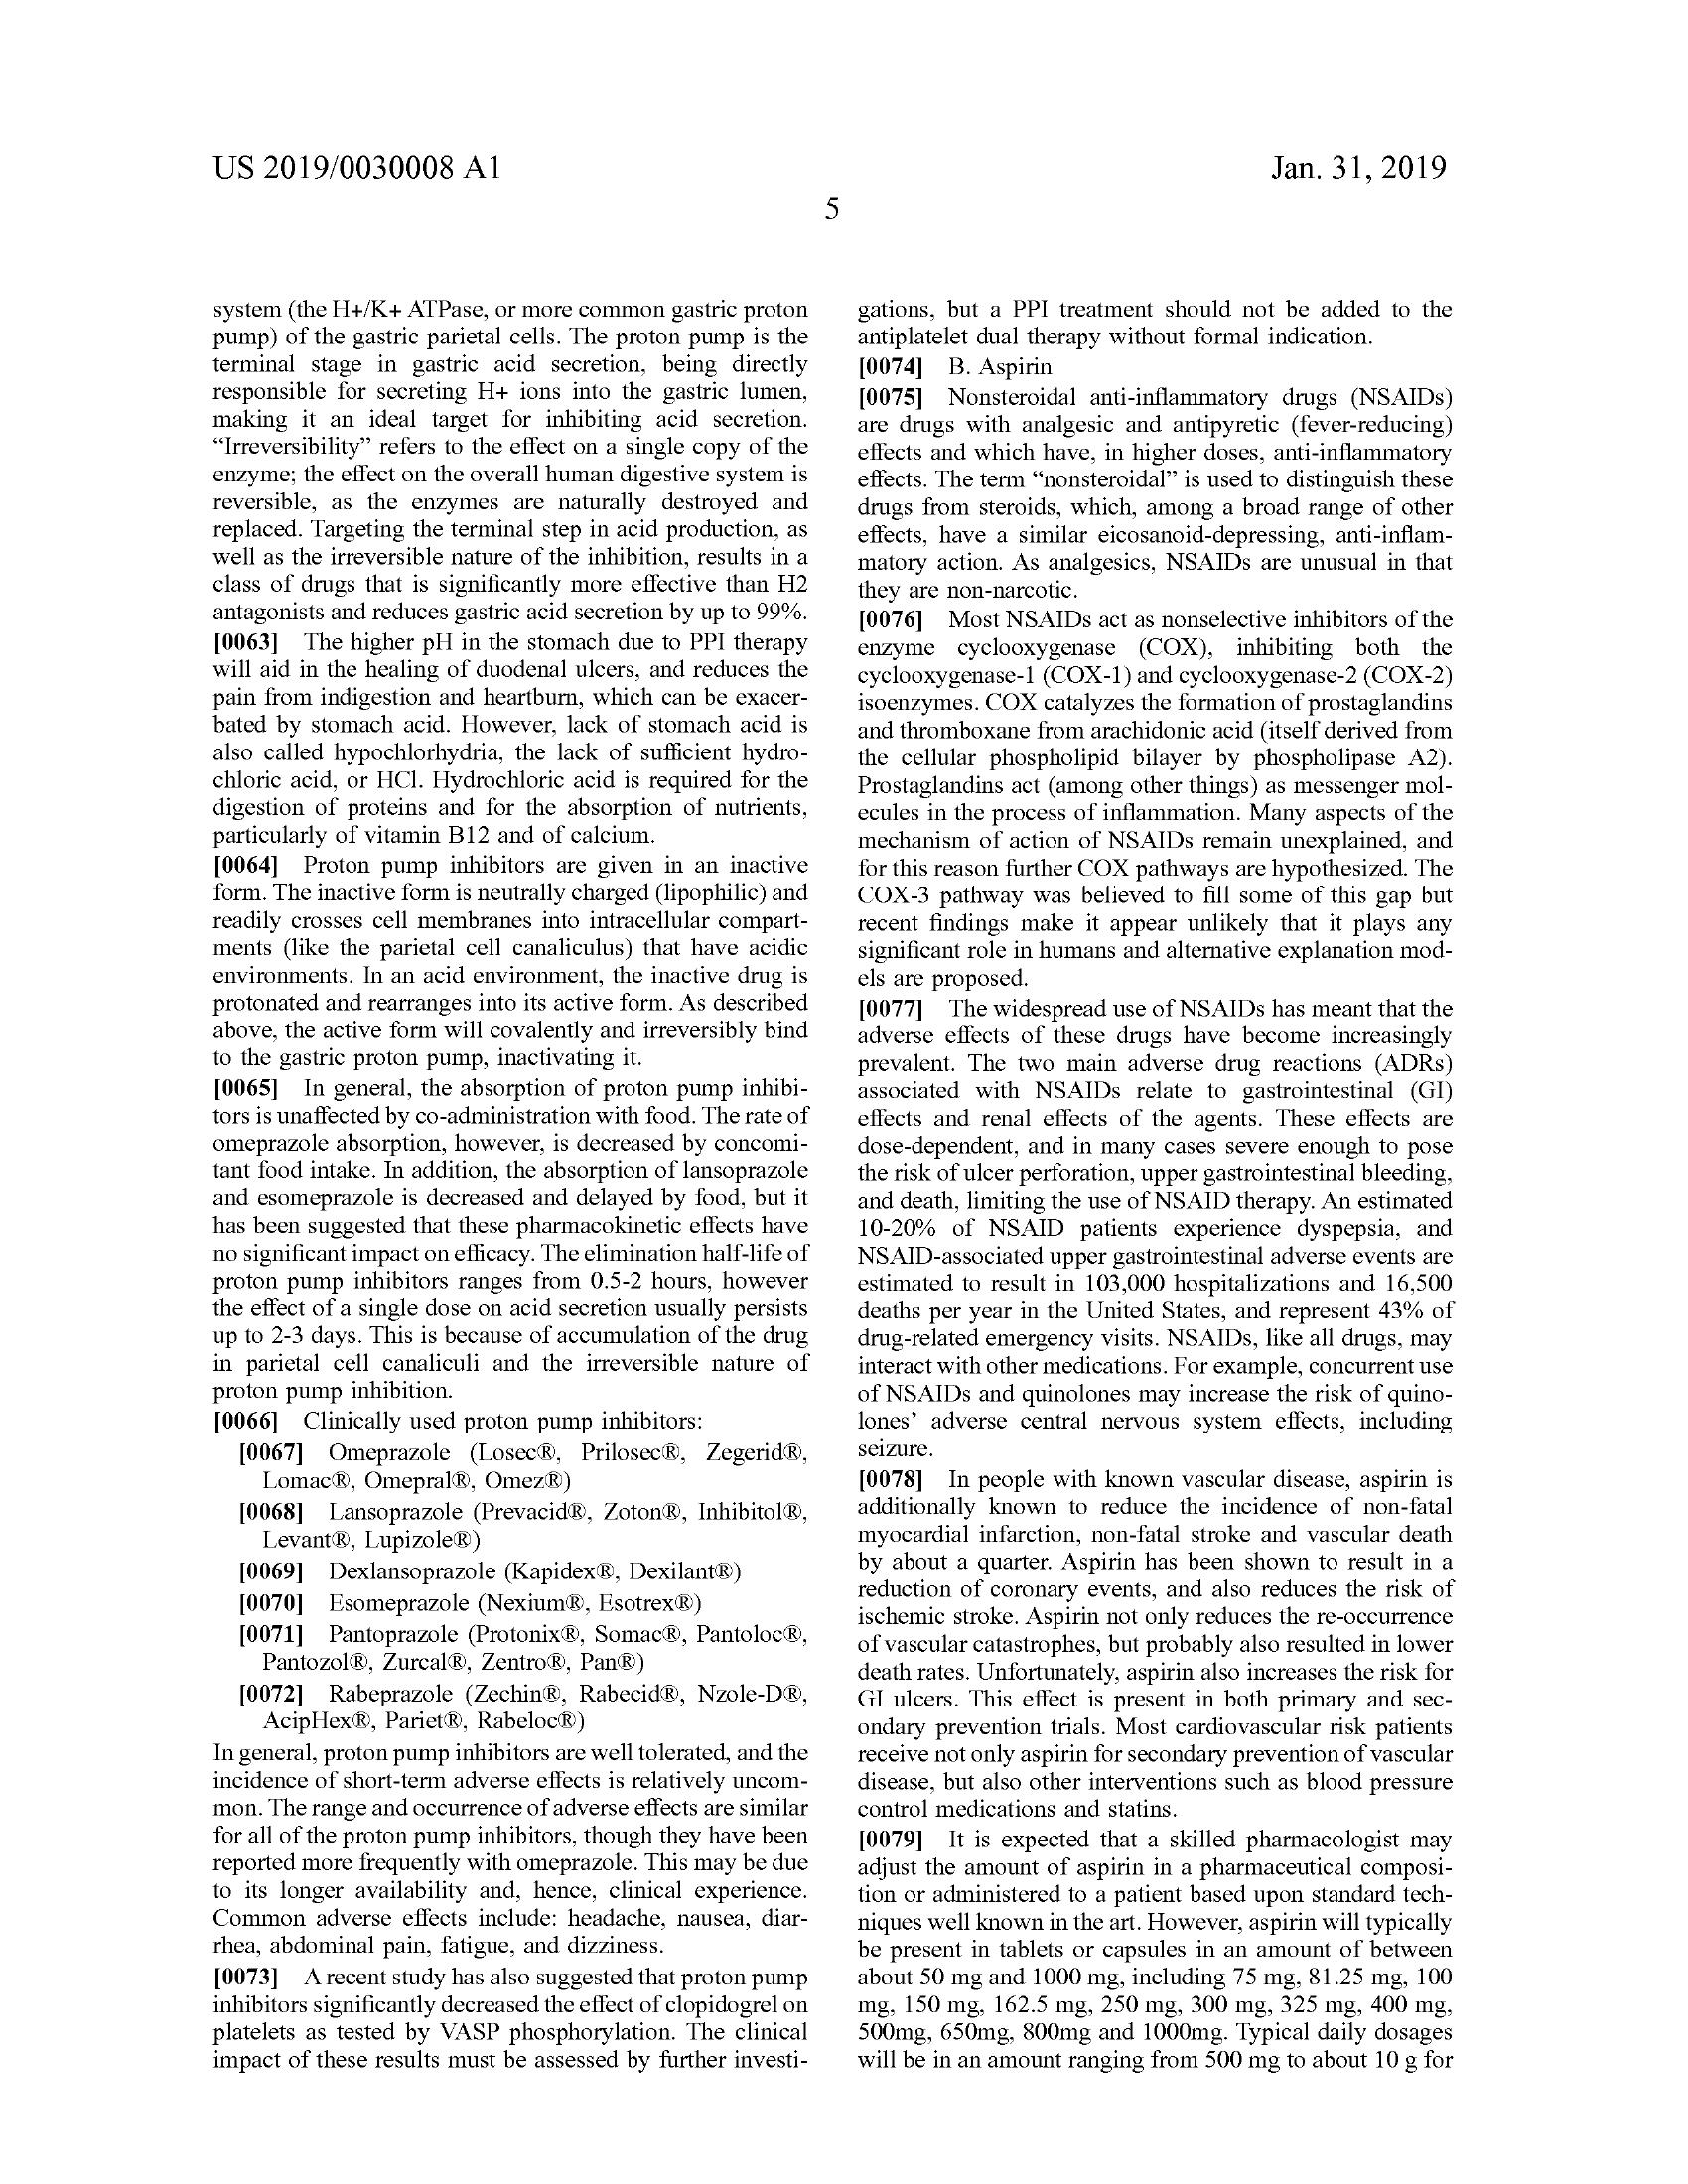 US 2019/0030008 A1
Jan. 31, 2019
5
system (the H+/K+ ATPase, or more common gastric proton
pump) of the gastric parietal cells. The proton pump is the
terminal stage in gastric acid secretion, being directly
responsible for secreting H+ ions into the gastric lumen,
making it an ideal target for inhibiting acid secretion.
“Irreversibility” refers to the effect on a single copy of the
enzyme; the effect on the overall human digestive system is
reversible, as the enzymes are naturally destroyed and
replaced. Targeting the terminal step in acid production, as
well as the irreversible nature of the inhibition, results in a
class of drugs that is significantly more effective than H2
antagonists and reduces gastric acid secretion by up to 99%.
[0063] The higher pH in the stomach due to PPI therapy
will aid in the healing of duodenal ulcers, and reduces the
pain from indigestion and heartburn, which can be exacer-
bated by stomach acid. However, lack of stomach acid is
also called hypochlorhydria, the lack of sufficient hydro-
chloric acid, or HCl. Hydrochloric acid is required for the
digestion of proteins and for the absorption of nutrients,
particularly of vitamin B12 and of calcium.
[0064] Proton pump inhibitors are given in an inactive
form. The inactive form is neutrally charged (lipophilic) and
readily crosses cell membranes into intracellular compart-
ments (like the parietal cell canaliculus) that have acidic
environments. In an acid environment, the inactive drug is
protonated and rearranges into its active form. As described
above, the active form will covalently and irreversibly bind
to the gastric proton pump, inactivating it.
[0065] In general, the absorption of proton pump inhibi-
tors is unaffected by co-administration with food. The rate of
omeprazole absorption, however, is decreased by concomi-
tant food intake. In addition, the absorption of lansoprazole
and esomeprazole is decreased and delayed by food, but it
has been suggested that these pharmacokinetic effects have
no significant impact on efficacy. The elimination half-life of
proton pump inhibitors ranges from 0.5-2 hours, however
the effect of a single dose on acid secretion usually persists
up to 2-3 days. This is because of accumulation of the drug
in parietal cell canaliculi and the irreversible nature of
proton pump inhibition.
[0066] Clinically used proton pump inhibitors:
[0067] Omeprazole (Losec®, Prilosec®, Zegerid®,
Lomac®, Omepral®, Omez®)
[0068] Lansoprazole (Prevacid®, Zoton®, Inhibitol®,
Levant®, Lupizole®)
[0069] Dexlansoprazole (Kapidex®, Dexilant®)
[0070] Esomeprazole (Nexium®, Esotrex®)
[0071] Pantoprazole (Protonix®, Somac®, Pantoloc®,
Pantozol®, Zurcal®, Zentro®, Pan®)
[0072] Rabeprazole (Zechin®, Rabecid®, Nzole-D®,
AcipHex®, Pariet®, Rabeloc®)
In general, proton pump inhibitors are well tolerated, and the
incidence of short-term adverse effects is relatively uncom-
mon. The range and occurrence of adverse effects are similar
for all of the proton pump inhibitors, though they have been
reported more frequently with omeprazole. This may be due
to its longer availability and, hence, clinical experience.
Common adverse effects include: headache, nausea, diar-
rhea, abdominal pain, fatigue, and dizziness.
[0073] A recent study has also suggested that proton pump
inhibitors significantly decreased the effect of clopidogrel on
platelets as tested by VASP phosphorylation. The clinical
impact of these results must be assessed by further investi-
gations, but a PPI treatment should not be added to the
antiplatelet dual therapy without formal indication.
[0074] B. Aspirin
[0075] Nonsteroidal anti-inflammatory drugs (NSAIDs)
are drugs with analgesic and antipyretic (fever-reducing)
effects and which have, in higher doses, anti-inflammatory
effects. The term “nonsteroidal” is used to distinguish these
drugs from steroids, which, among a broad range of other
effects, have a similar eicosanoid-depressing, anti-inflam-
matory action. As analgesics, NSAIDs are unusual in that
they are non-narcotic.
[0076] Most NSAIDs act as nonselective inhibitors of the
enzyme cyclooxygenase (COX), inhibiting both the
cyclooxygenase-1 (COX-1) and cyclooxygenase-2 (COX-2)
isoenzymes. COX catalyzes the formation of prostaglandins
and thromboxane from arachidonic acid (itself derived from
the cellular phospholipid bilayer by phospholipase A2).
Prostaglandins act (among other things) as messenger mol-
ecules in the process of inflammation. Many aspects of the
mechanism of action of NSAIDs remain unexplained, and
for this reason further COX pathways are hypothesized. The
COX-3 pathway was believed to fill some of this gap but
recent findings make it appear unlikely that it plays any
significant role in humans and alternative explanation mod-
els are proposed.
[0077] The widespread use of NSAIDs has meant that the
adverse effects of these drugs have become increasingly
prevalent. The two main adverse drug reactions (ADRs)
associated with NSAIDs relate to gastrointestinal (GI)
effects and renal effects of the agents. These effects are
dose-dependent, and in many cases severe enough to pose
the risk of ulcer perforation, upper gastrointestinal bleeding,
and death, limiting the use of NSAID therapy. An estimated
10-20% of NSAID patients experience dyspepsia, and
NSAID-associated upper gastrointestinal adverse events are
estimated to result in 103,000 hospitalizations and 16,500
deaths per year in the United States, and represent 43% of
drug-related emergency visits. NSAIDs, like all drugs, may
interact with other medications. For example, concurrent use
of NSAIDs and quinolones may increase the risk of quino-
lones’ adverse central nervous system effects, including
seizure.
[0078] In people with known vascular disease, aspirin is
additionally known to reduce the incidence of non-fatal
myocardial infarction, non-fatal stroke and vascular death
by about a quarter. Aspirin has been shown to result in a
reduction of coronary events, and also reduces the risk of
ischemic stroke. Aspirin not only reduces the re-occurrence
of vascular catastrophes, but probably also resulted in lower
death rates. Unfortunately, aspirin also increases the risk for
GI ulcers. This effect is present in both primary and sec-
ondary prevention trials. Most cardiovascular risk patients
receive not only aspirin for secondary prevention of vascular
disease, but also other interventions such as blood pressure
control medications and statins.
[0079] It is expected that a skilled pharmacologist may
adjust the amount of aspirin in a pharmaceutical composi-
tion or administered to a patient based upon standard tech-
niques well known in the art. However, aspirin will typically
be present in tablets or capsules in an amount of between
about 50 mg and 1000 mg, including 75 mg, 81.25 mg, 100
mg, 150 mg, 162.5 mg, 250 mg, 300 mg, 325 mg, 400 mg,
500mg, 650mg, 800mg and 1000mg. Typical daily dosages
will be in an amount ranging from 500 mg to about 10 g for